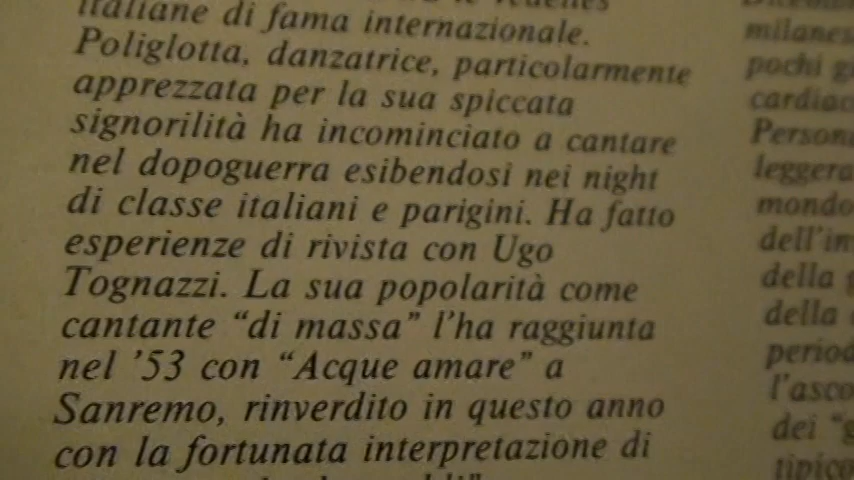 italiane di fama internazionale.
Poliglotta, danzatrice, particolarmente
apprezzata per la sua spiccata
signorilità ha incominciato a cantare
nel dopoguerra esibendosi nei night
di classe italiani e parigini. Ha fatto
esperienze di rivista con Ugo
Tognazzi. La sua popolarità come
cantante “di massa” l’ha raggiunta
nel ’53 con “Acque amare” a
Sanremo, rinverdito in questo anno
con la fortunata interpretazione di
milanes
pochi g
cardiac
Person
leggera
mondo
dell’in
della
della
period
l’asco
dei “g
tipico